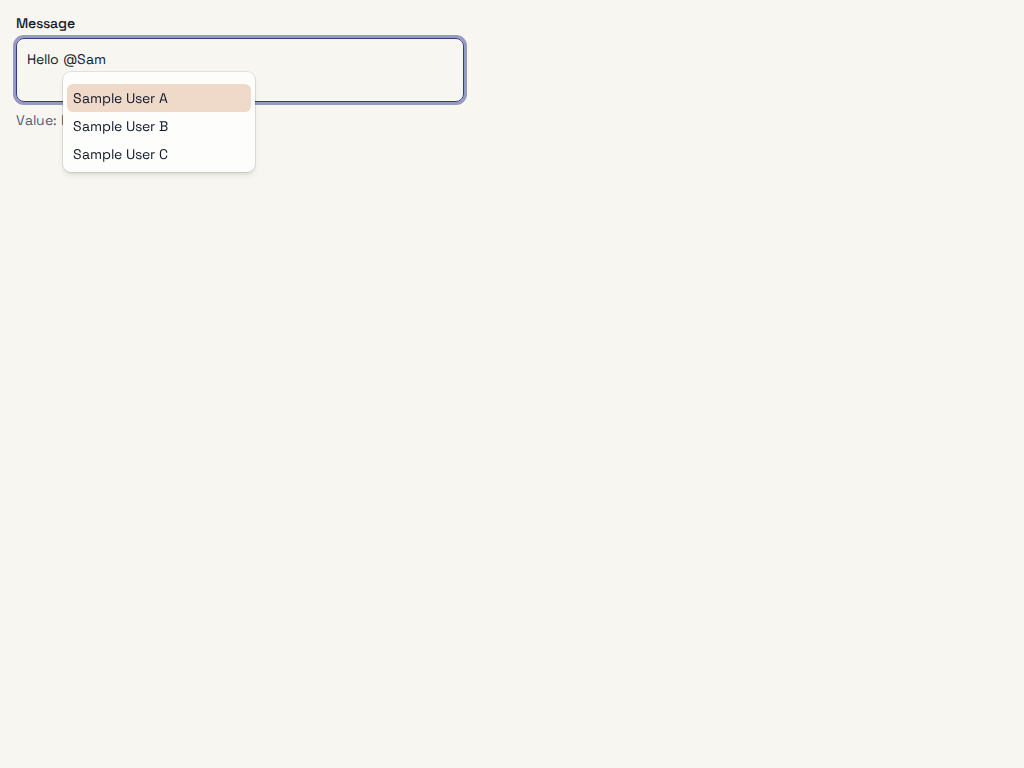 Message
Hello @Sam
Sample User A
Value:
Sample User B
Sample User C